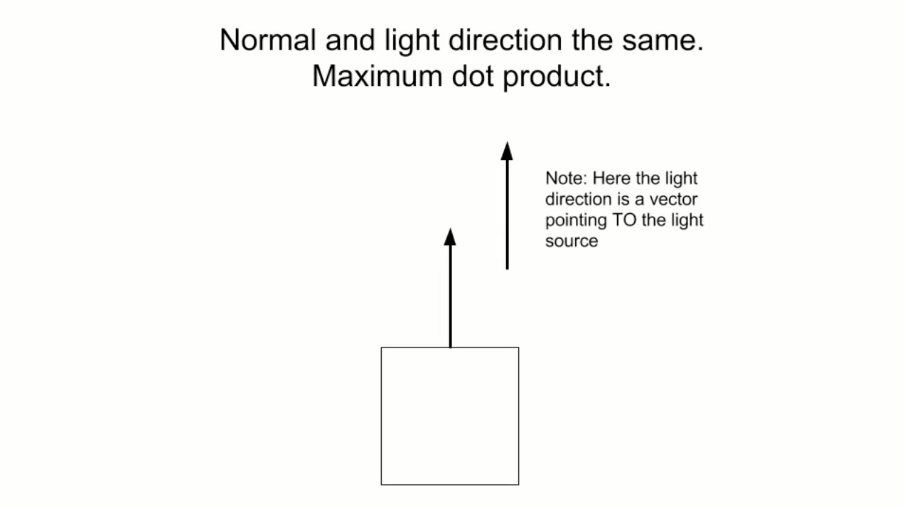 Normal and light direction the same.
Maximum dot product.
Note: Here the light
direction is a vector
pointing TO the light
source